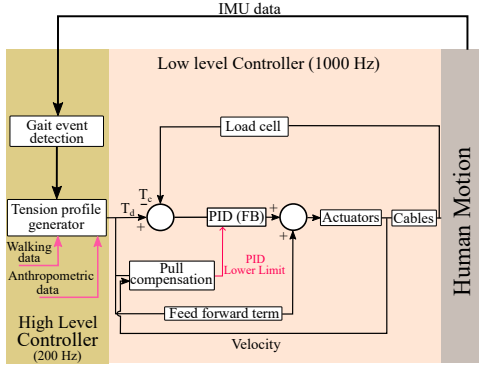 IMU data
Low level Controller (1000 Hz)
Gait event
detection
Load cell
Tension profile
generator
T_d
T_c
-
+
PID (FB)
+
+
Actuators
Cables
Human Motion
Walking
data
Anthropometric
data
Pull
compensation
PID
Lower Limit
Feed forward term
High Level
Controller
(200 Hz)
Velocity